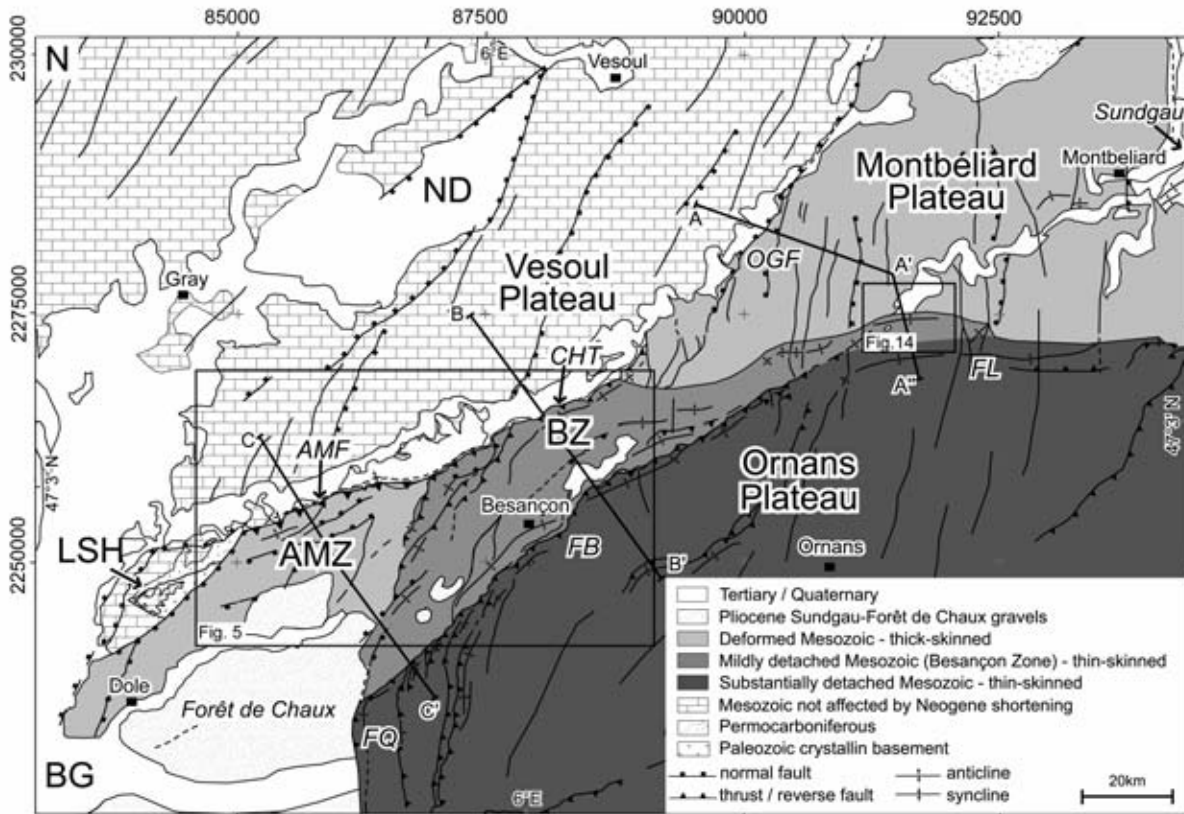 85000 87500 90000 92500
230000
N
6°E
Vesoul
Sundgau
Montbéliard
Plateau
Montbeliard
ND
A
Gray
Vesoul
Plateau
OGF
A'
227500
B
Fig.14
CHT
A''
FL
C
AMF
BZ
47°3' N
47°3' N
Ornans
Plateau
Besançon
LSH
AMZ
FB
B'
Ornans
225000
Fig. 5
Dole
Forêt de Chaux
C'
FQ
BG
6°E
Tertiary / Quaternary
Pliocene Sundgau-Forêt de Chaux gravels
Deformed Mesozoic - thick-skinned
Mildly detached Mesozoic (Besançon Zone) - thin-skinned
Substantially detached Mesozoic - thin-skinned
Mesozoic not affected by Neogene shortening
Permocarboniferous
Paleozoic crystallin basement
normal fault anticline
thrust / reverse fault syncline
20km